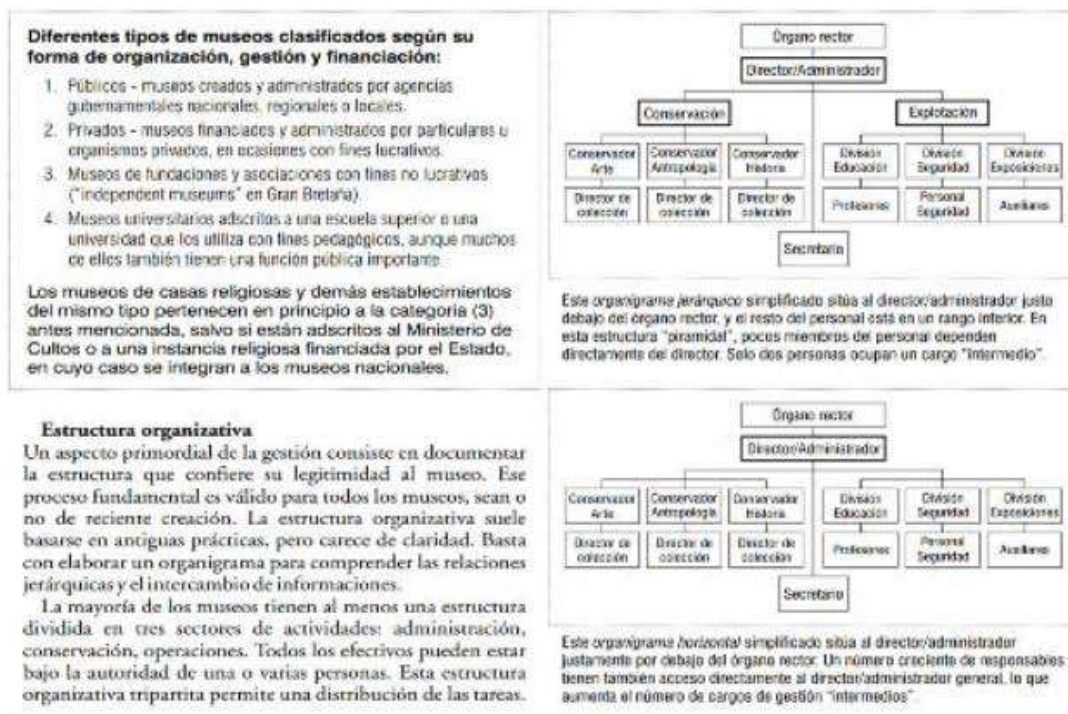 Diferentes tipos de museos clasificados según su
forma de organización, gestión y financiación:
1. Públicos - museos creados y administrados por agencias
gubernamentales nacionales, regionales o locales.
2. Privados - museos financiados y administrados por particulares u
organismos privados, en ocasiones con fines lucrativos.
3. Museos de fundaciones y asociaciones con fines no lucrativos
("independent museums" en Gran Bretaña).
4. Museos universitarios adscritos a una escuela superior o una
universidad que los utiliza con fines pedagógicos, aunque muchos
de ellos también tienen una función pública importante.
Los museos de casas religiosas y demás establecimientos
del mismo tipo pertenecen en principio a la categoría (3)
antes mencionada, salvo si están adscritos al Ministerio de
Cultos o a una instancia religiosa financiada por el Estado,
en cuyo caso se integran a los museos nacionales.
Estructura organizativa
Un aspecto primordial de la gestión consiste en documentar
la estructura que confiere su legitimidad al museo. Ese
proceso fundamental es válido para todos los museos, sean o
no de reciente creación. La estructura organizativa suele
basarse en antiguas prácticas, pero carece de claridad. Basta
con elaborar un organigrama para comprender las relaciones
jerárquicas y el intercambio de informaciones.
La mayoría de los museos tienen al menos una estructura
dividida en tres sectores de actividades: administración,
conservación, operaciones. Todos los efectivos pueden estar
bajo la autoridad de una o varias personas. Esta estructura
organizativa tripartita permite una distribución de las tareas.
Órgano rector
Director/Administrador
Conservación
Explotación
Conservador Arte
Conservador Antropología
Conservador Historia
División Educación
División Seguridad
División Exposiciones
Director de colección
Director de colección
Director de colección
Profesores
Personal Seguridad
Auxiliares
Secretario
Este organigrama jerárquico simplificado sitúa al director/administrador justo
debajo del órgano rector, y el resto del personal está en un rango inferior. En
esta estructura "piramidal", pocos miembros del personal dependen
directamente del director. Solo dos personas ocupan un cargo "intermedio".
Órgano rector
Director/Administrador
Conservador Arte
Conservador Antropología
Conservador Historia
División Educación
División Seguridad
División Exposiciones
Director de colección
Director de colección
Director de colección
Profesores
Personal Seguridad
Auxiliares
Secretario
Este organigrama horizontal simplificado sitúa al director/administrador
justamente por debajo del órgano rector. Un número creciente de responsables
tienen también acceso directamente al director/administrador general, lo que
aumenta el número de cargos de gestión "intermedios".